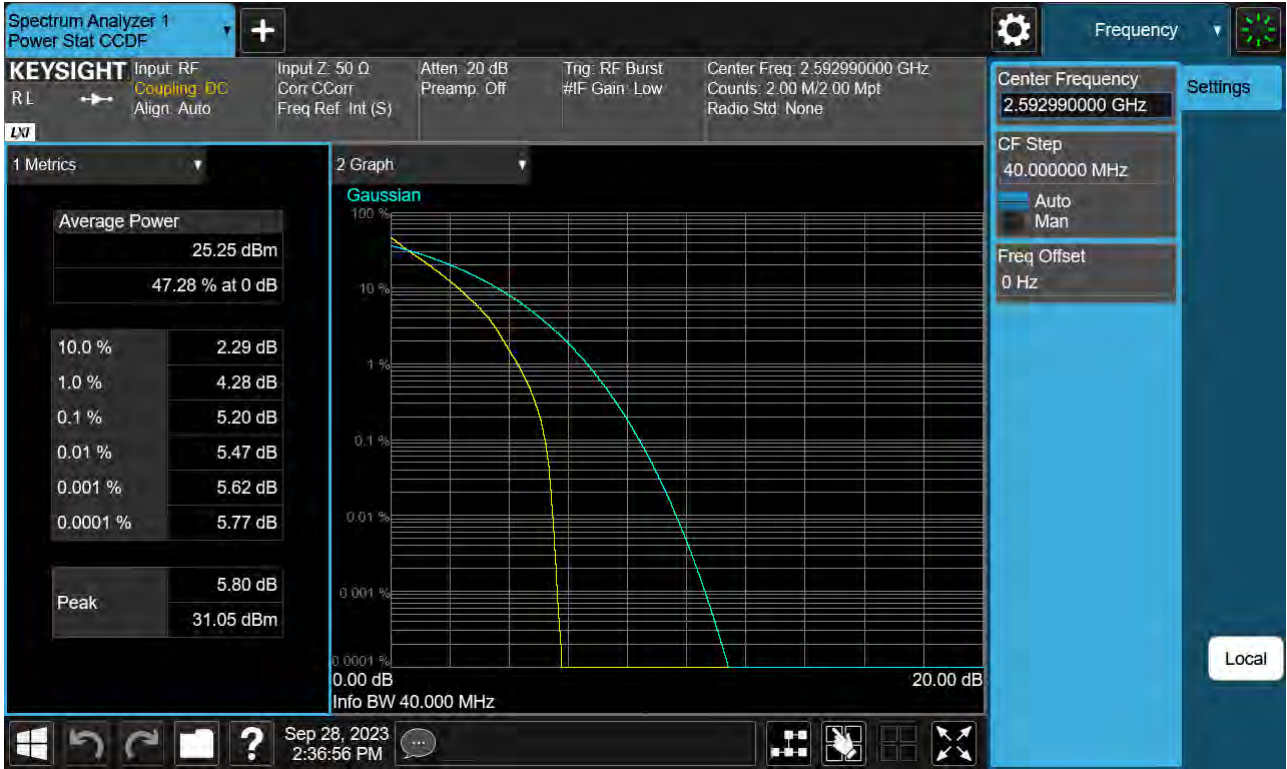 Spectrum Analyzer 1
Power Stat CCDF
Frequency
KEYSIGHT
R L
LXI
Input: RF
Coupling: DC
Align: Auto
Input Z: 50 Ω
Corr CCorr
Freq Ref: Int (S)
Atten: 20 dB
Preamp: Off
Trig: RF Burst
#IF Gain: Low
Center Freq: 2.592990000 GHz
Counts: 2.00 M/2.00 Mpt
Radio Std: None
Center Frequency
2.592990000 GHz
Settings
CF Step
40.000000 MHz
Auto
Man
Freq Offset
0 Hz
Local
1 Metrics
Average Power
25.25 dBm
47.28 % at 0 dB
10.0 % 2.29 dB
1.0 % 4.28 dB
0.1 % 5.20 dB
0.01 % 5.47 dB
0.001 % 5.62 dB
0.0001 % 5.77 dB
Peak
5.80 dB
31.05 dBm
2 Graph
Gaussian
100 %
10 %
1 %
0.1 %
0.01 %
0.001 %
0.0001 %
0.00 dB 20.00 dB
Info BW 40.000 MHz
?
Sep 28, 2023
2:36:56 PM